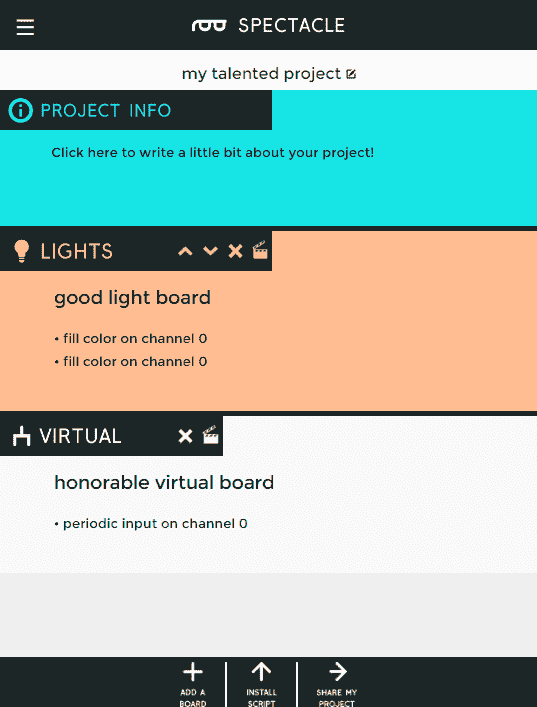 SPECTACLE
my talented project
PROJECT INFO
Click here to write a little bit about your project!
LIGHTS
good light board
• fill color on channel 0
• fill color on channel 0
VIRTUAL
honorable virtual board
• periodic input on channel 0
ADD A
BOARD
INSTALL
SCRIPT
SHARE MY
PROJECT